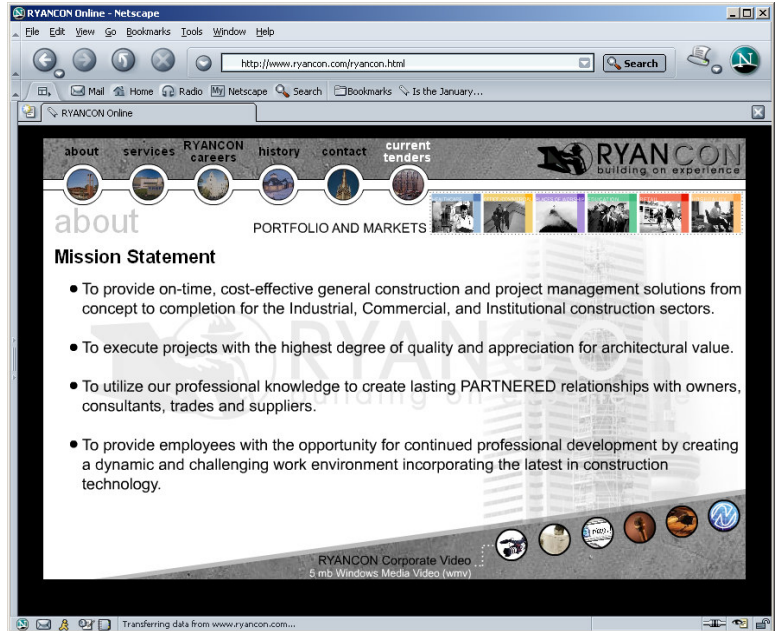 RYANCON Online - Netscape
File Edit View Go Bookmarks Tools Window Help
http://www.ryancon.com/ryancon.html
Search
Mail Home Radio My Netscape Search Bookmarks Is the January...
RYANCON Online
about services RYANCON careers history contact current tenders
RYANCON
building on experience
about
PORTFOLIO AND MARKETS
Mission Statement
To provide on-time, cost-effective general construction and project management solutions from
concept to completion for the Industrial, Commercial, and Institutional construction sectors.
To execute projects with the highest degree of quality and appreciation for architectural value.
To utilize our professional knowledge to create lasting PARTNERED relationships with owners,
consultants, trades and suppliers.
To provide employees with the opportunity for continued professional development by creating
a dynamic and challenging work environment incorporating the latest in construction
technology.
RYANCON Corporate Video
5 mb Windows Media Video (wmv)
Transferring data from www.ryancon.com...